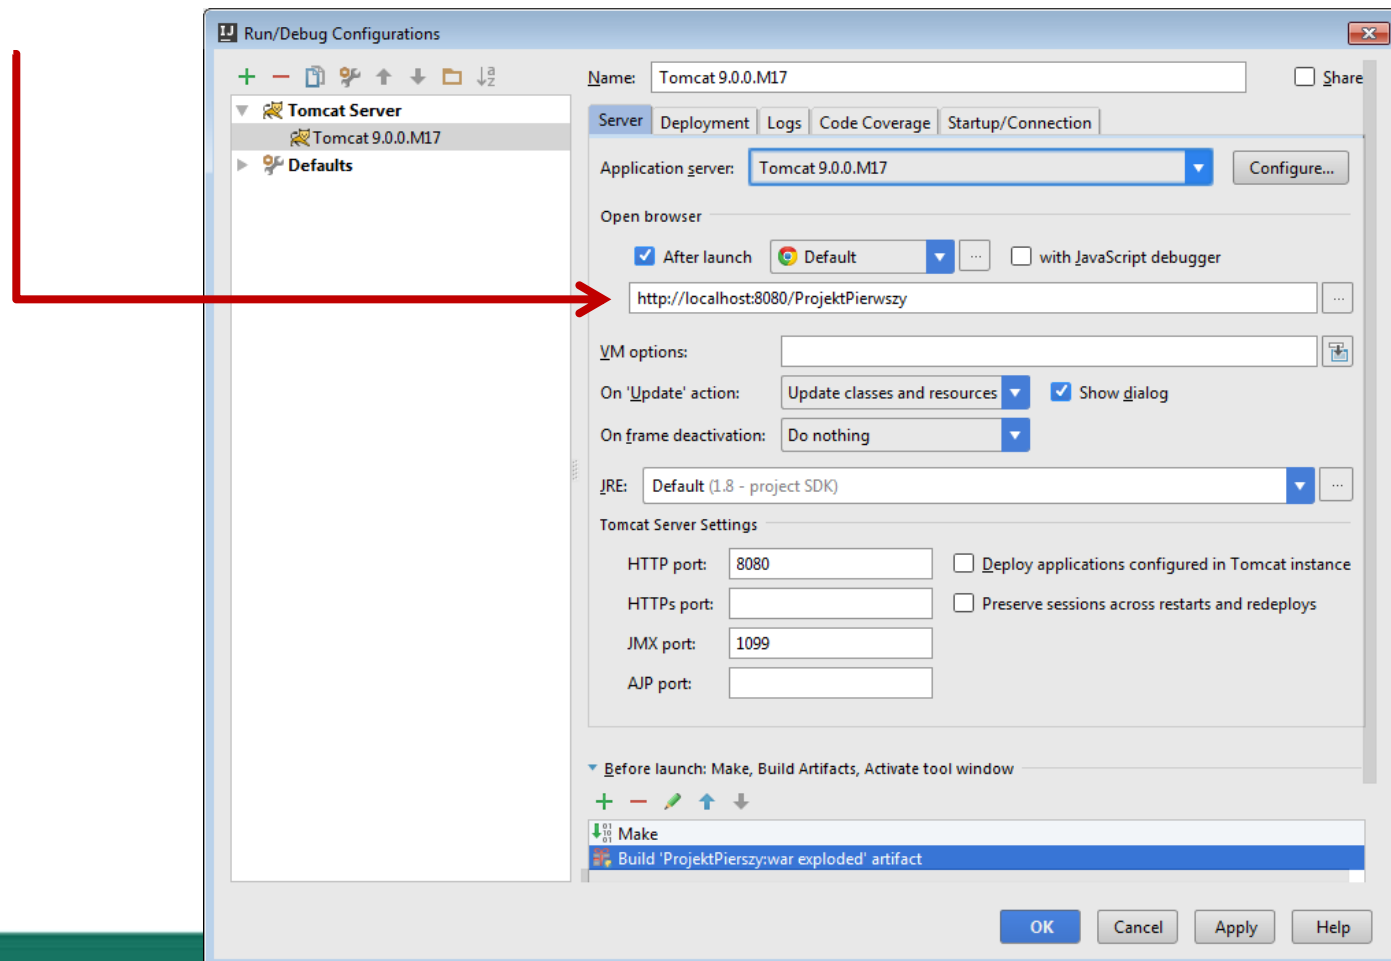 Run/Debug Configurations
Name: Tomcat 9.0.0.M17 Share
Tomcat Server
Tomcat 9.0.0.M17
Defaults
Server Deployment Logs Code Coverage Startup/Connection
Application server: Tomcat 9.0.0.M17 Configure...
Open browser
After launch Default ... with JavaScript debugger
http://localhost:8080/ProjektPierwszy ...
VM options:
On 'Update' action: Update classes and resources Show dialog
On frame deactivation: Do nothing
JRE: Default (1.8 - project SDK) ...
Tomcat Server Settings
HTTP port: 8080 Deploy applications configured in Tomcat instance
HTTPs port: Preserve sessions across restarts and redeploys
JMX port: 1099
AJP port:
Before launch: Make, Build Artifacts, Activate tool window
Make
Build 'ProjektPierszy:war exploded' artifact
OK Cancel Apply Help